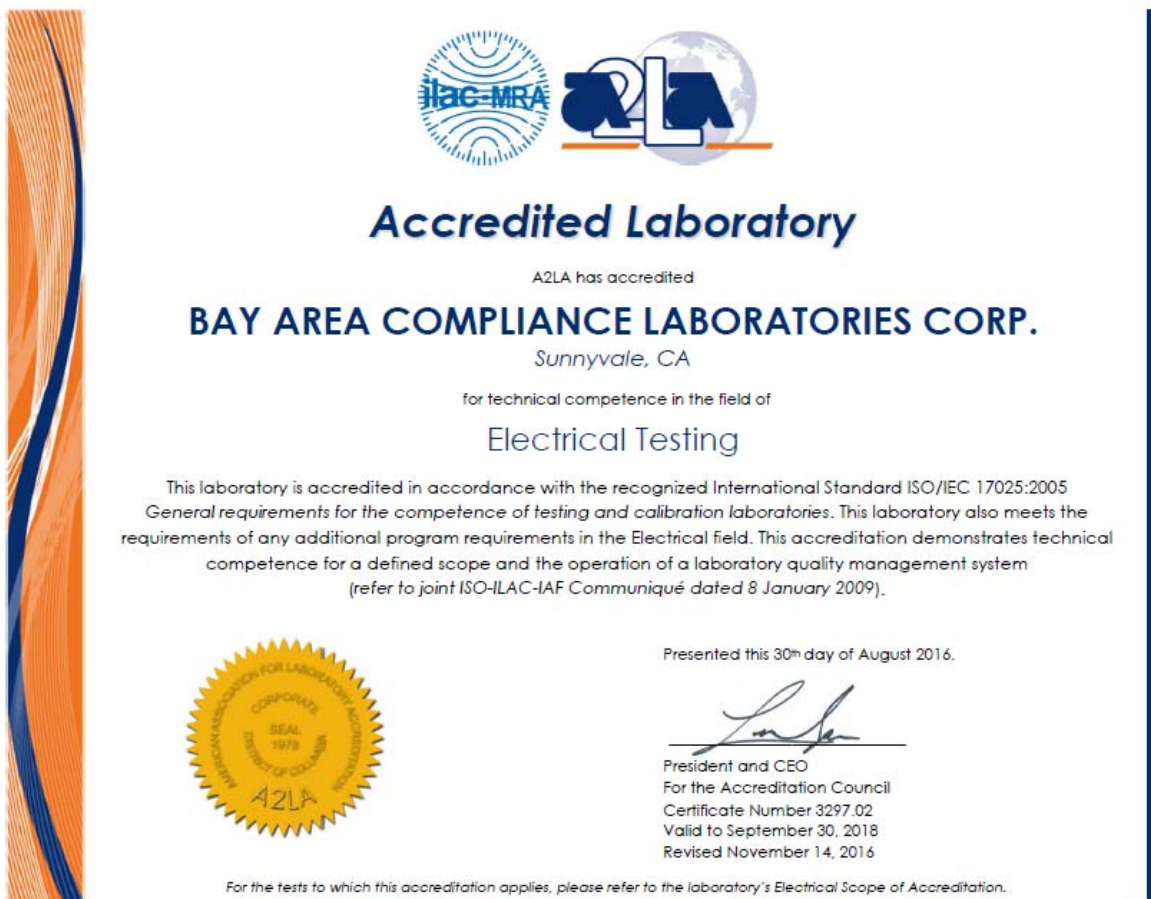 ilac-MRA
A2LA
Accredited Laboratory
A2LA has accredited
BAY AREA COMPLIANCE LABORATORIES CORP.
Sunnyvale, CA
for technical competence in the field of
Electrical Testing
This laboratory is accredited in accordance with the recognized International Standard ISO/IEC 17025:2005
General requirements for the competence of testing and calibration laboratories. This laboratory also meets the
requirements of any additional program requirements in the Electrical field. This accreditation demonstrates technical
competence for a defined scope and the operation of a laboratory quality management system
(refer to joint ISO-ILAC-IAF Communiqué dated 8 January 2009).
AMERICAN ASSOCIATION FOR LABORATORY ACCREDITATION
CORPORATE
SEAL
1978
DISTRICT OF COLUMBIA
A2LA
Presented this 30th day of August 2016.
President and CEO
For the Accreditation Council
Certificate Number 3297.02
Valid to September 30, 2018
Revised November 14, 2016
For the tests to which this accreditation applies, please refer to the laboratory's Electrical Scope of Accreditation.